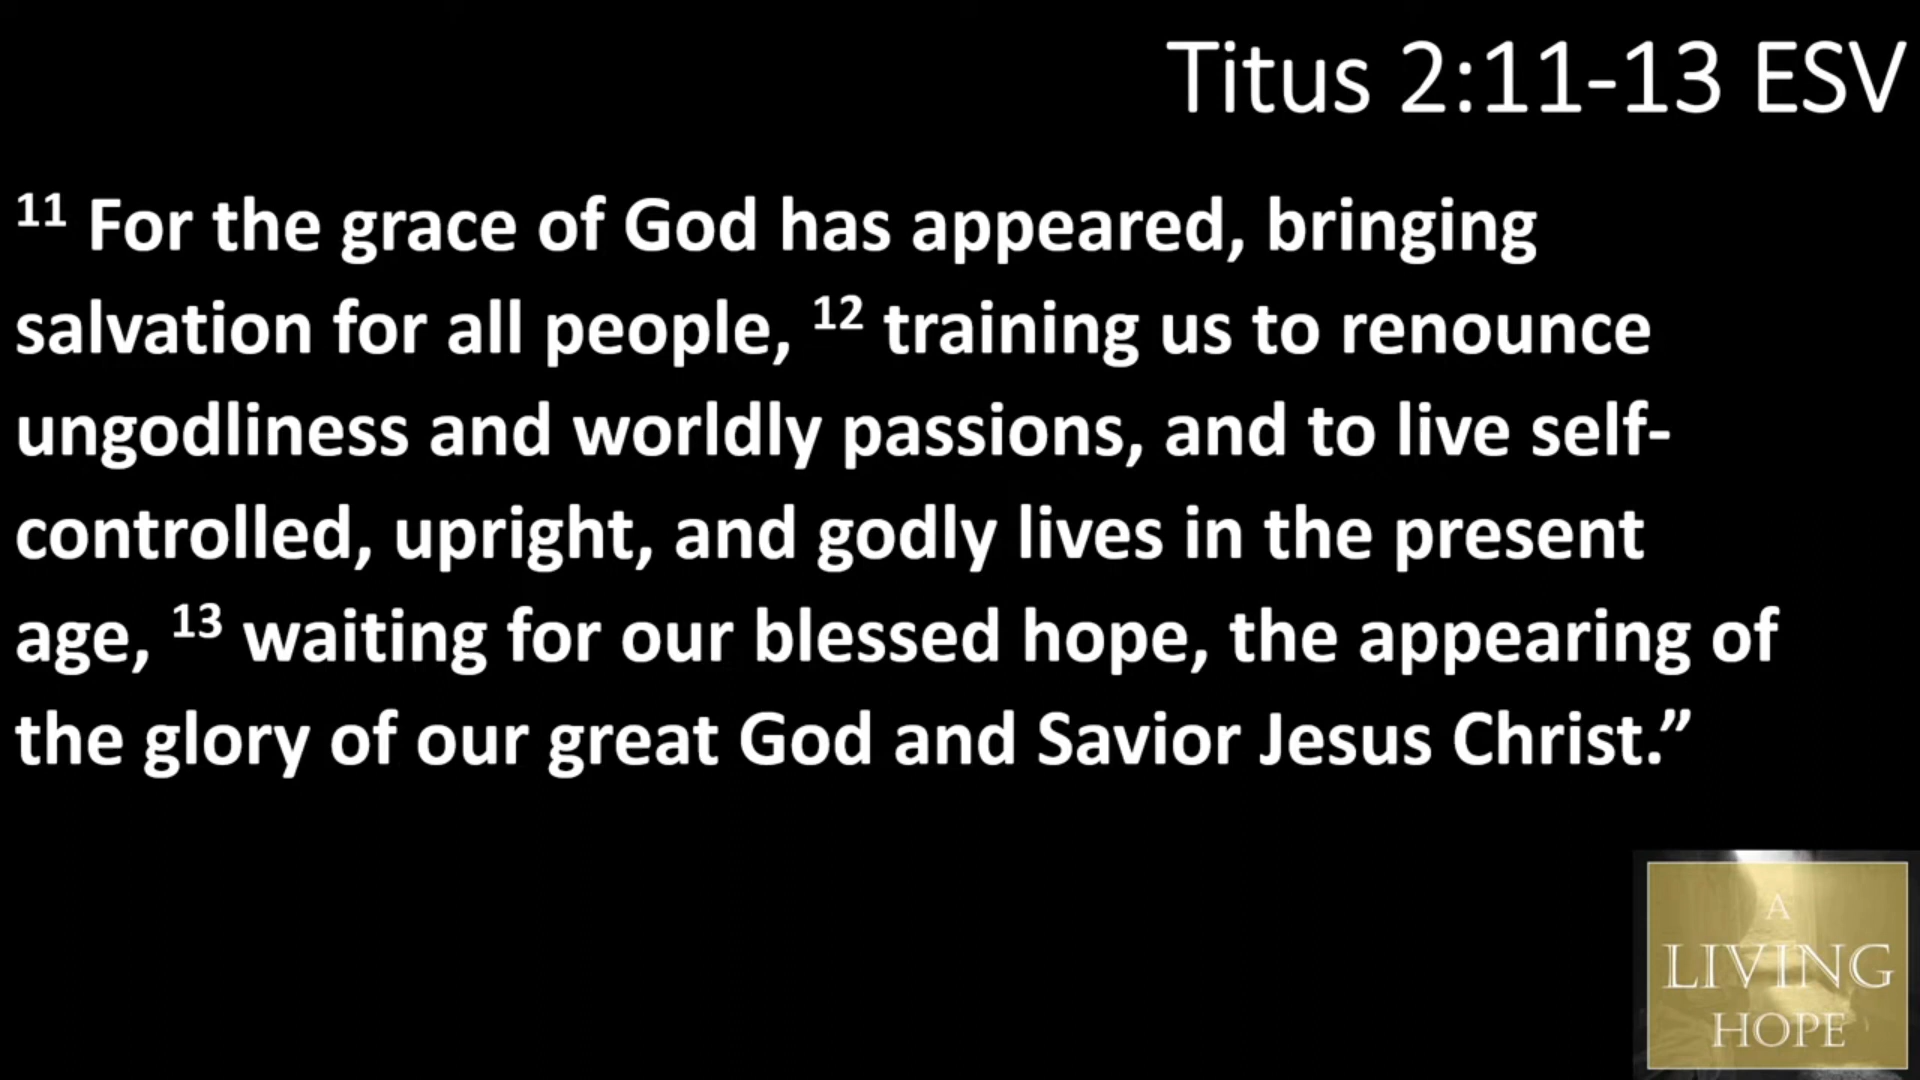 Titus 2:11-13 ESV
¹¹ For the grace of God has appeared, bringing
salvation for all people, ¹² training us to renounce
ungodliness and worldly passions, and to live self-
controlled, upright, and godly lives in the present
age, ¹³ waiting for our blessed hope, the appearing of
the glory of our great God and Savior Jesus Christ.”
A
LIVING
HOPE